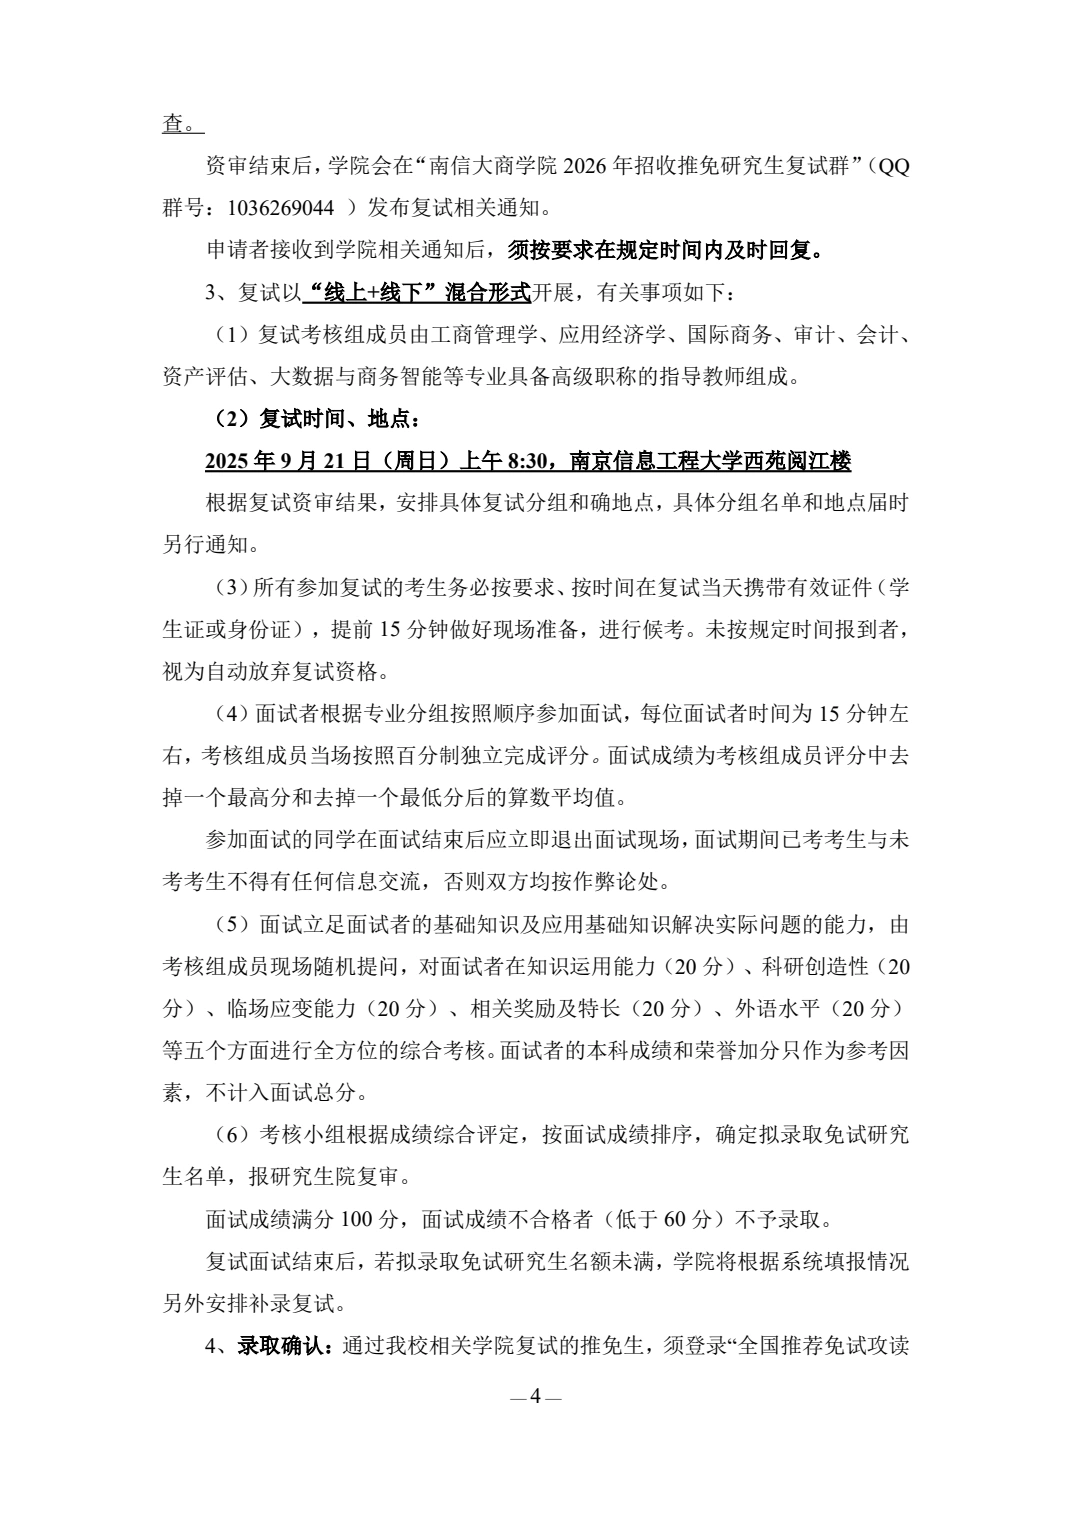 查。
资审结束后，学院会在“南信大商学院 2026 年招收推免研究生复试群”（QQ
群号：1036269044 ）发布复试相关通知。
申请者接收到学院相关通知后，须按要求在规定时间内及时回复。
3、复试以“线上+线下”混合形式开展，有关事项如下：
（1）复试考核组成员由工商管理学、应用经济学、国际商务、审计、会计、
资产评估、大数据与商务智能等专业具备高级职称的指导教师组成。
（2）复试时间、地点：
2025 年 9 月 21 日（周日）上午 8:30，南京信息工程大学西苑阅江楼
根据复试资审结果，安排具体复试分组和确地点，具体分组名单和地点届时
另行通知。
（3）所有参加复试的考生务必按要求、按时间在复试当天携带有效证件（学
生证或身份证），提前 15 分钟做好现场准备，进行候考。未按规定时间报到者，
视为自动放弃复试资格。
（4）面试者根据专业分组按照顺序参加面试，每位面试者时间为 15 分钟左
右，考核组成员当场按照百分制独立完成评分。面试成绩为考核组成员评分中去
掉一个最高分和去掉一个最低分后的算数平均值。
参加面试的同学在面试结束后应立即退出面试现场，面试期间已考考生与未
考考生不得有任何信息交流，否则双方均按作弊论处。
（5）面试立足面试者的基础知识及应用基础知识解决实际问题的能力，由
考核组成员现场随机提问，对面试者在知识运用能力（20 分）、科研创造性（20
分）、临场应变能力（20 分）、相关奖励及特长（20 分）、外语水平（20 分）
等五个方面进行全方位的综合考核。面试者的本科成绩和荣誉加分只作为参考因
素，不计入面试总分。
（6）考核小组根据成绩综合评定，按面试成绩排序，确定拟录取免试研究
生名单，报研究生院复审。
面试成绩满分 100 分，面试成绩不合格者（低于 60 分）不予录取。
复试面试结束后，若拟录取免试研究生名额未满，学院将根据系统填报情况
另外安排补录复试。
4、录取确认：通过我校相关学院复试的推免生，须登录“全国推荐免试攻读
— 4 —